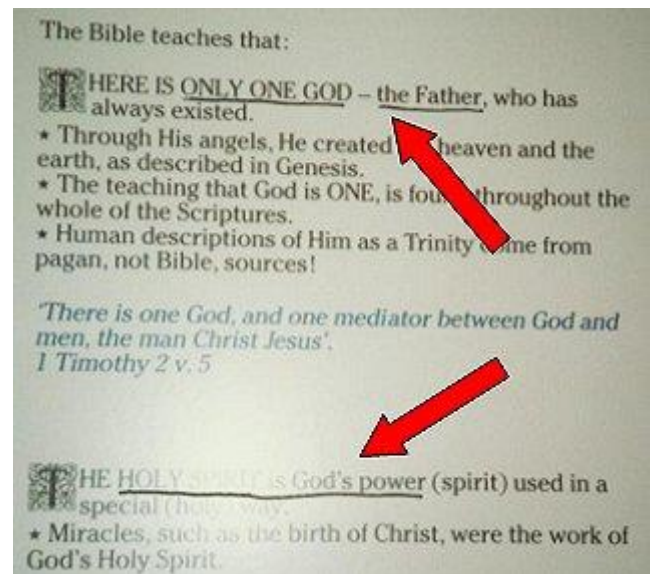 The Bible teaches that:
THERE IS ONLY ONE GOD – the Father, who has
always existed.
★ Through His angels, He created heaven and the
earth, as described in Genesis.
★ The teaching that God is ONE, is throughout the
whole of the Scriptures.
★ Human descriptions of Him as a Trinity come from
pagan, not Bible, sources!
'There is one God, and one mediator between God and
men, the man Christ Jesus'.
1 Timothy 2 v. 5
THE HOLY SPIRIT is God's power (spirit) used in a
special (holy) way.
★ Miracles, such as the birth of Christ, were the work of
God's Holy Spirit.